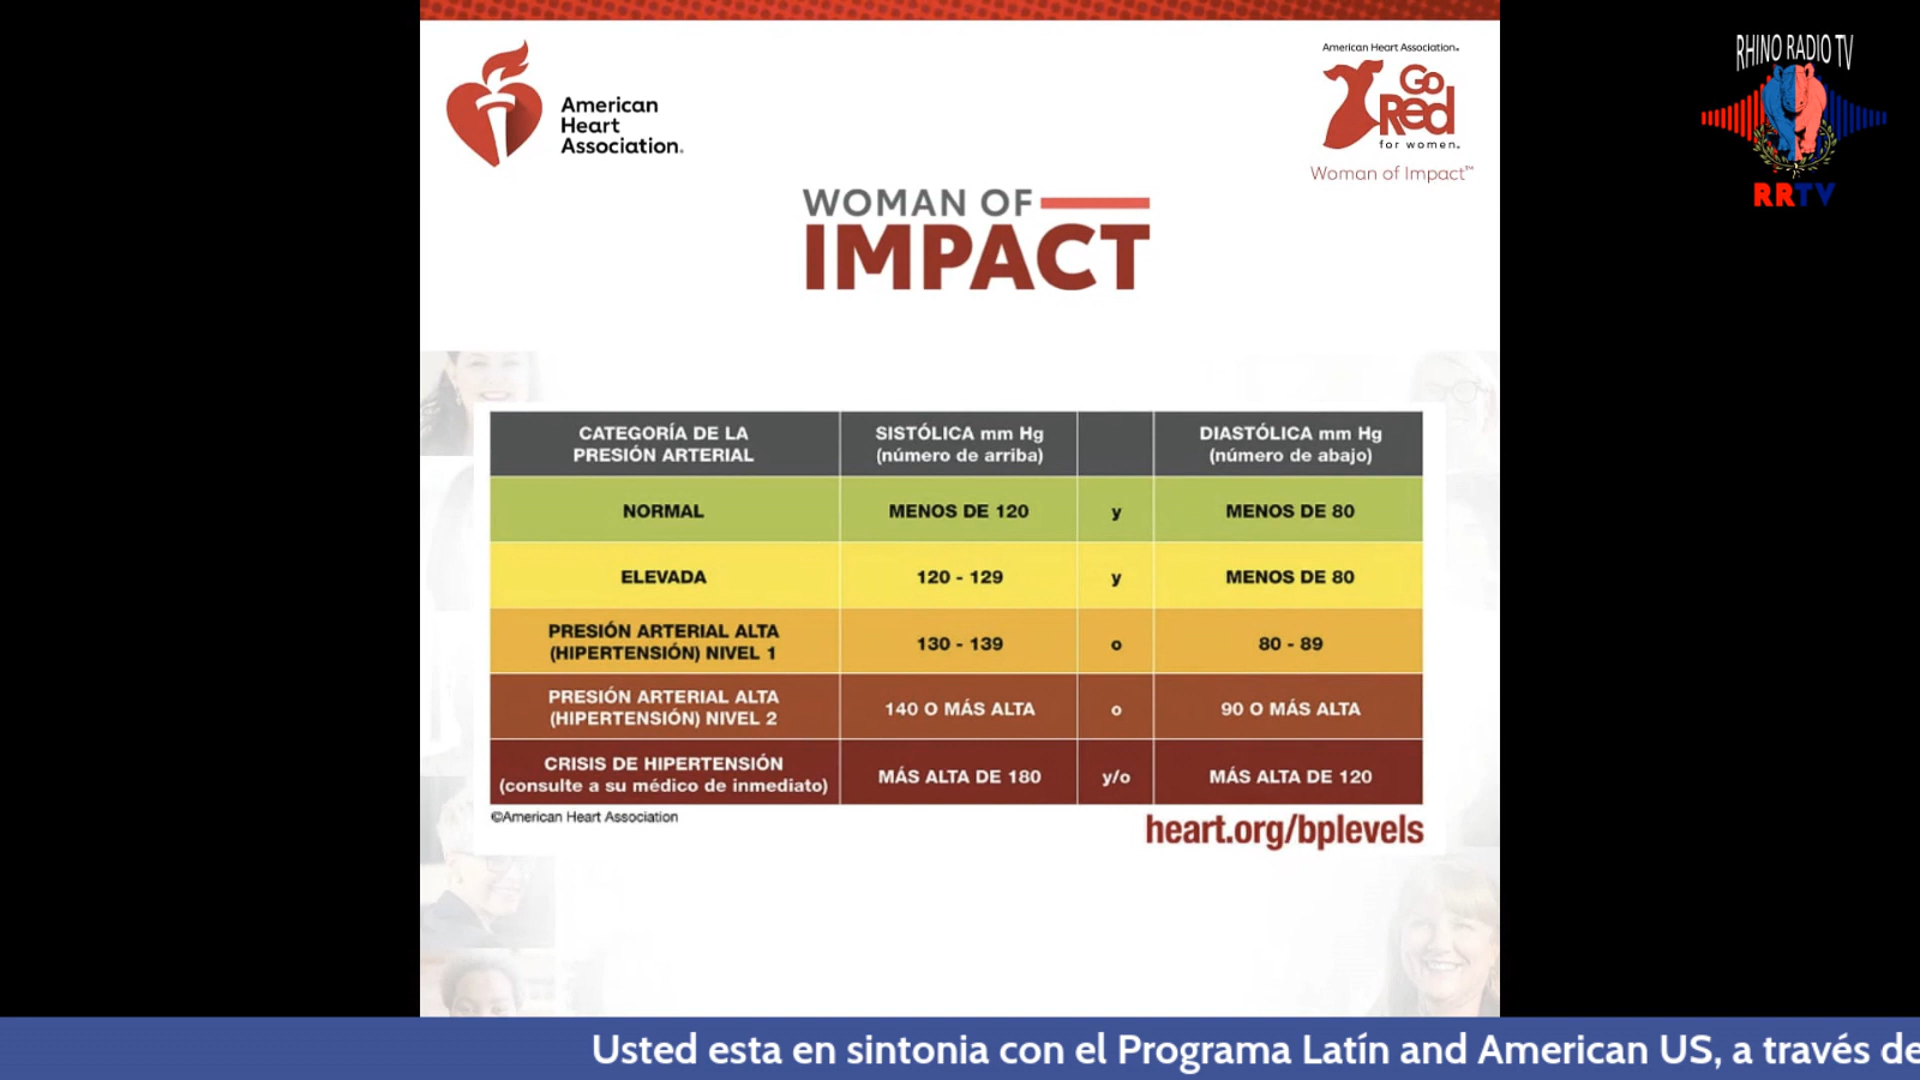 American
Heart
Association.
American Heart Association.
Go
Red
for women.
Woman of Impact™
RHINO RADIO TV
RRTV
WOMAN OF
IMPACT
CATEGORÍA DE LA
PRESIÓN ARTERIAL
SISTÓLICA mm Hg
(número de arriba)
DIASTÓLICA mm Hg
(número de abajo)
NORMAL
MENOS DE 120
y
MENOS DE 80
ELEVADA
120 - 129
y
MENOS DE 80
PRESIÓN ARTERIAL ALTA
(HIPERTENSIÓN) NIVEL 1
130 - 139
o
80 - 89
PRESIÓN ARTERIAL ALTA
(HIPERTENSIÓN) NIVEL 2
140 O MÁS ALTA
o
90 O MÁS ALTA
CRISIS DE HIPERTENSIÓN
(consulte a su médico de inmediato)
MÁS ALTA DE 180
y/o
MÁS ALTA DE 120
©American Heart Association
heart.org/bplevels
Usted esta en sintonia con el Programa Latín and American US, a través de